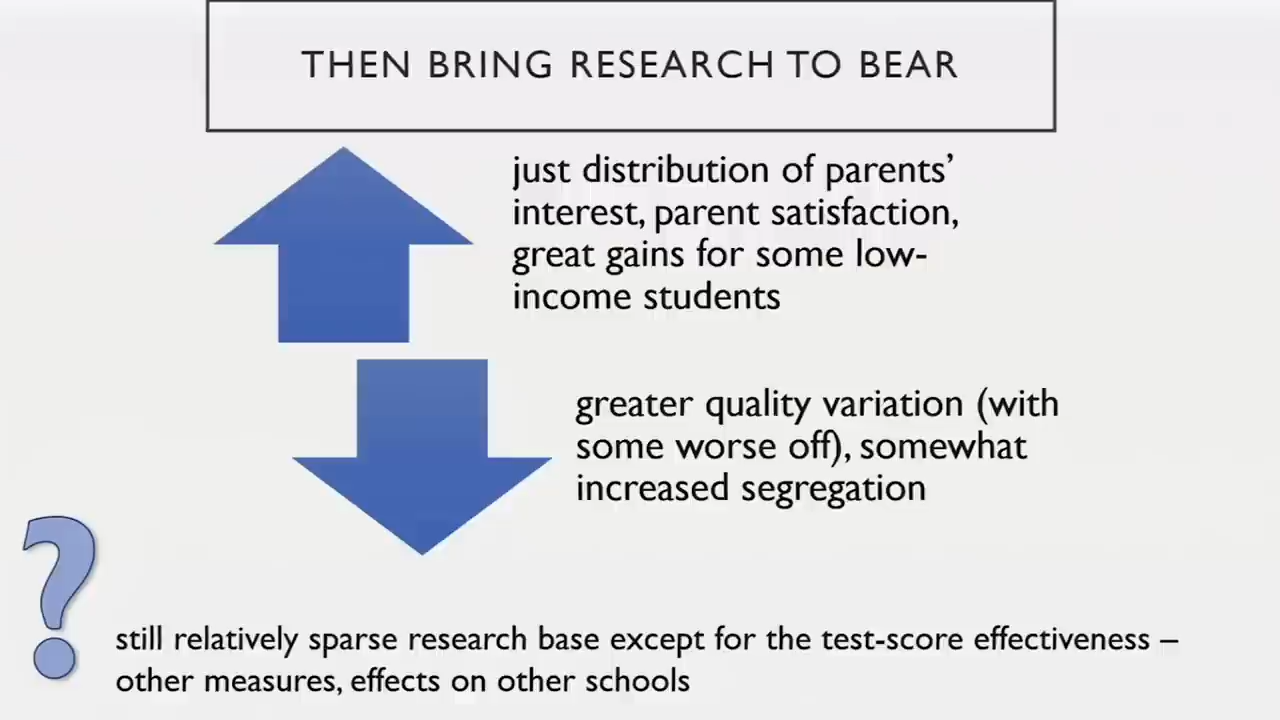 THEN BRING RESEARCH TO BEAR
just distribution of parents’
interest, parent satisfaction,
great gains for some low-
income students
greater quality variation (with
some worse off), somewhat
increased segregation
?
still relatively sparse research base except for the test-score effectiveness –
other measures, effects on other schools